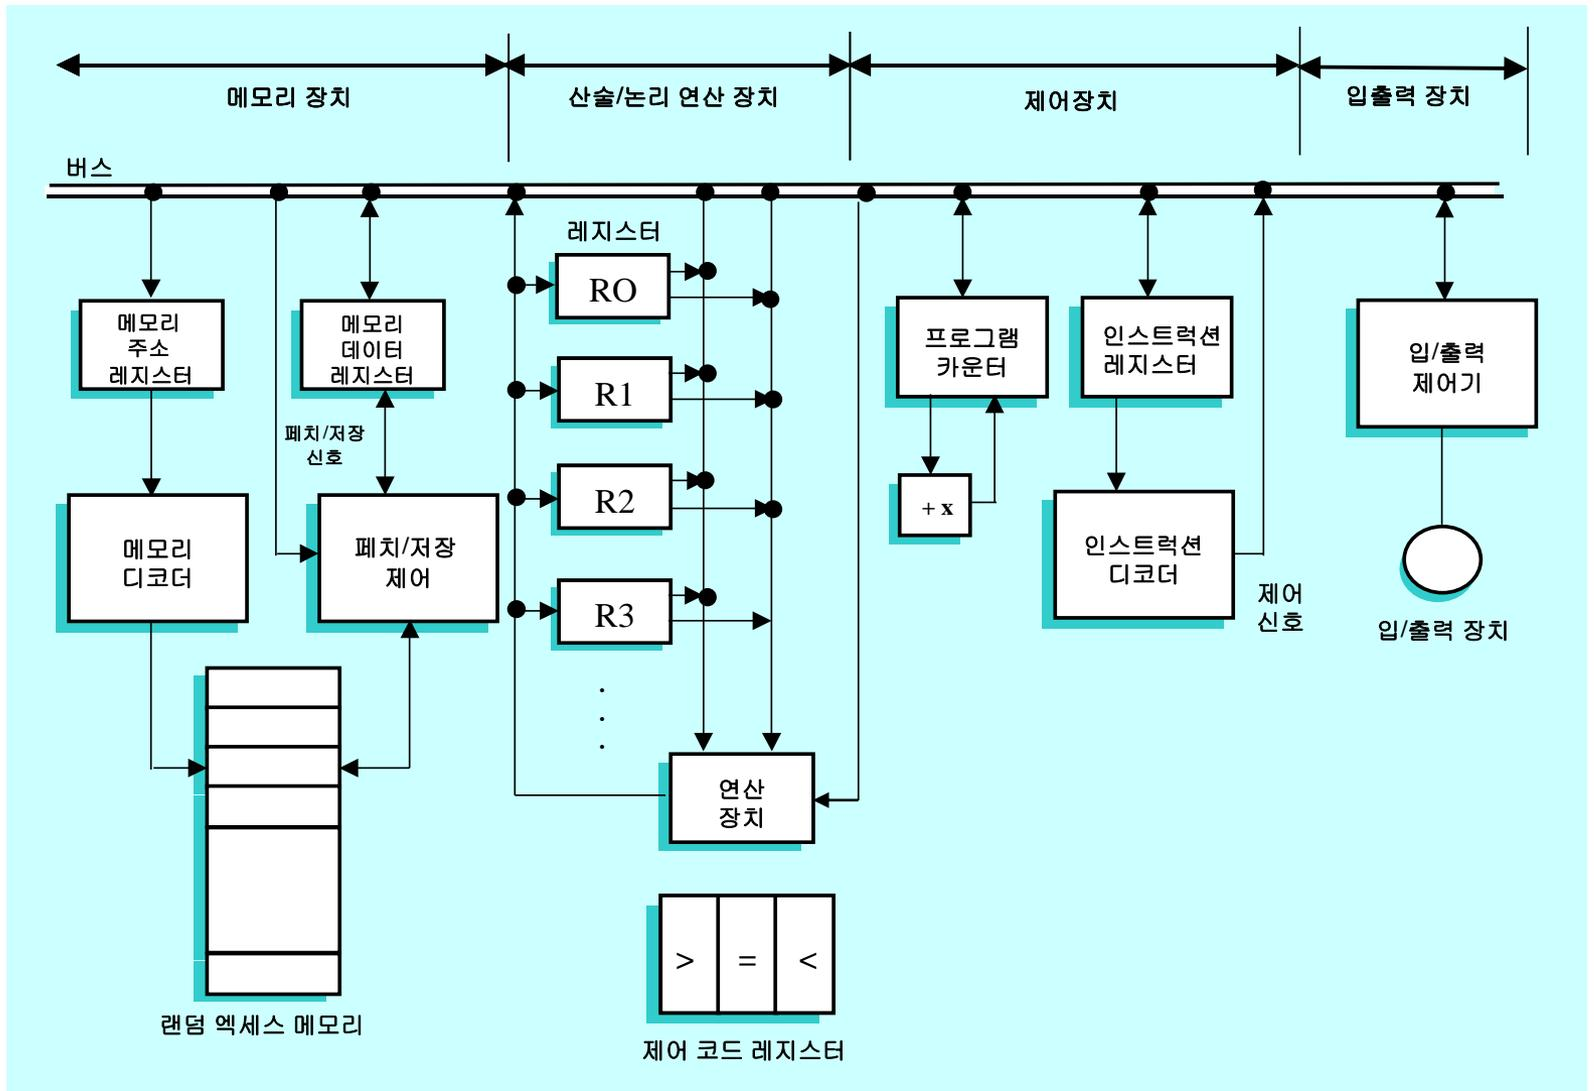 메모리 장치
산술/논리 연산 장치
제어장치
입출력 장치
버스
레지스터
메모리
주소
레지스터
메모리
데이터
레지스터
RO
R1
R2
R3
.
.
.
프로그램
카운터
인스트럭션
레지스터
입/출력
제어기
페치/저장
신호
+ x
메모리
디코더
페치/저장
제어
인스트럭션
디코더
제어
신호
입/출력 장치
연산
장치
> = <
랜덤 엑세스 메모리
제어 코드 레지스터